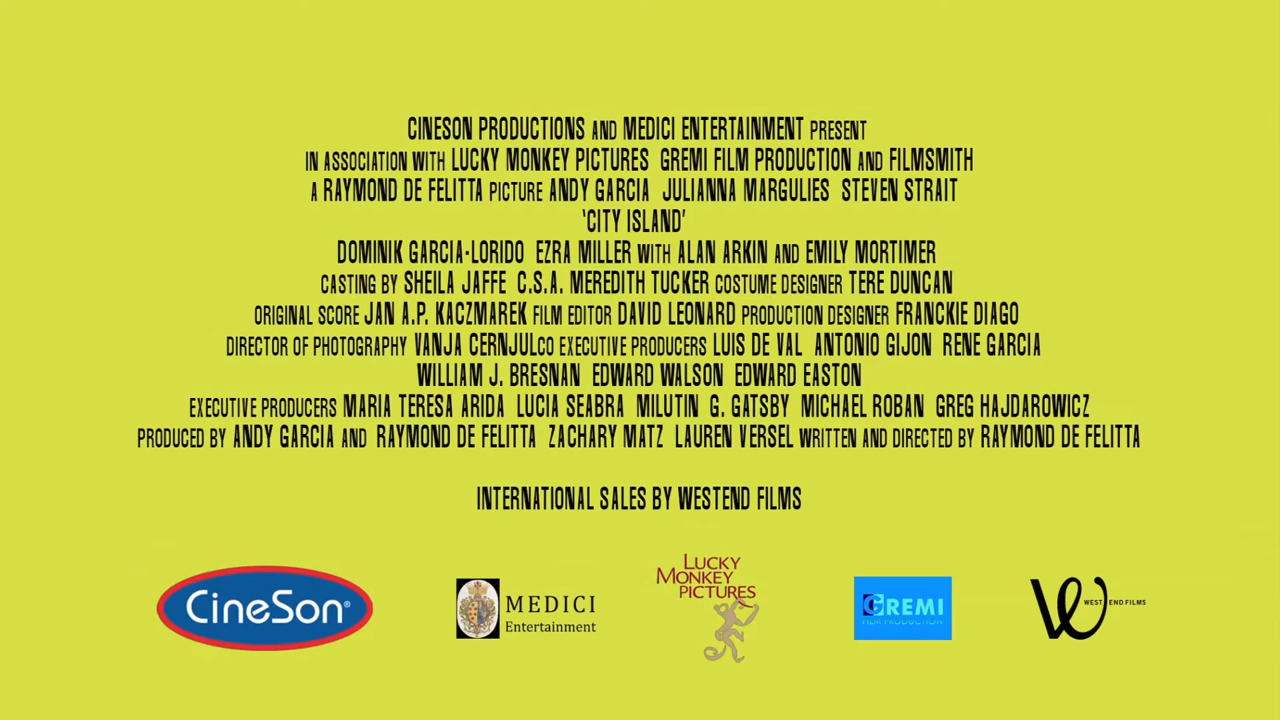 CINESON PRODUCTIONS AND MEDICI ENTERTAINMENT PRESENT
IN ASSOCIATION WITH LUCKY MONKEY PICTURES GREMI FILM PRODUCTION AND FILMSMITH
A RAYMOND DE FELITTA PICTURE ANDY GARCIA JULIANNA MARGULIES STEVEN STRAIT
'CITY ISLAND'
DOMINIK GARCIA-LORIDO EZRA MILLER WITH ALAN ARKIN AND EMILY MORTIMER
CASTING BY SHEILA JAFFE C.S.A. MEREDITH TUCKER COSTUME DESIGNER TERE DUNCAN
ORIGINAL SCORE JAN A.P. KACZMAREK FILM EDITOR DAVID LEONARD PRODUCTION DESIGNER FRANCKIE DIAGO
DIRECTOR OF PHOTOGRAPHY VANJA CERNJULCO EXECUTIVE PRODUCERS LUIS DE VAL ANTONIO GIJON RENE GARCIA
WILLIAM J. BRESNAN EDWARD WALSON EDWARD EASTON
EXECUTIVE PRODUCERS MARIA TERESA ARIDA LUCIA SEABRA MILUTIN G. GATSBY MICHAEL ROBAN GREG HAJDAROWICZ
PRODUCED BY ANDY GARCIA AND RAYMOND DE FELITTA ZACHARY MATZ LAUREN VERSEL WRITTEN AND DIRECTED BY RAYMOND DE FELITTA
INTERNATIONAL SALES BY WESTEND FILMS
CineSon®
MEDICI
Entertainment
LUCKY
MONKEY
PICTURES
GREMI
FILM PRODUCTION
W WEST END FILMS